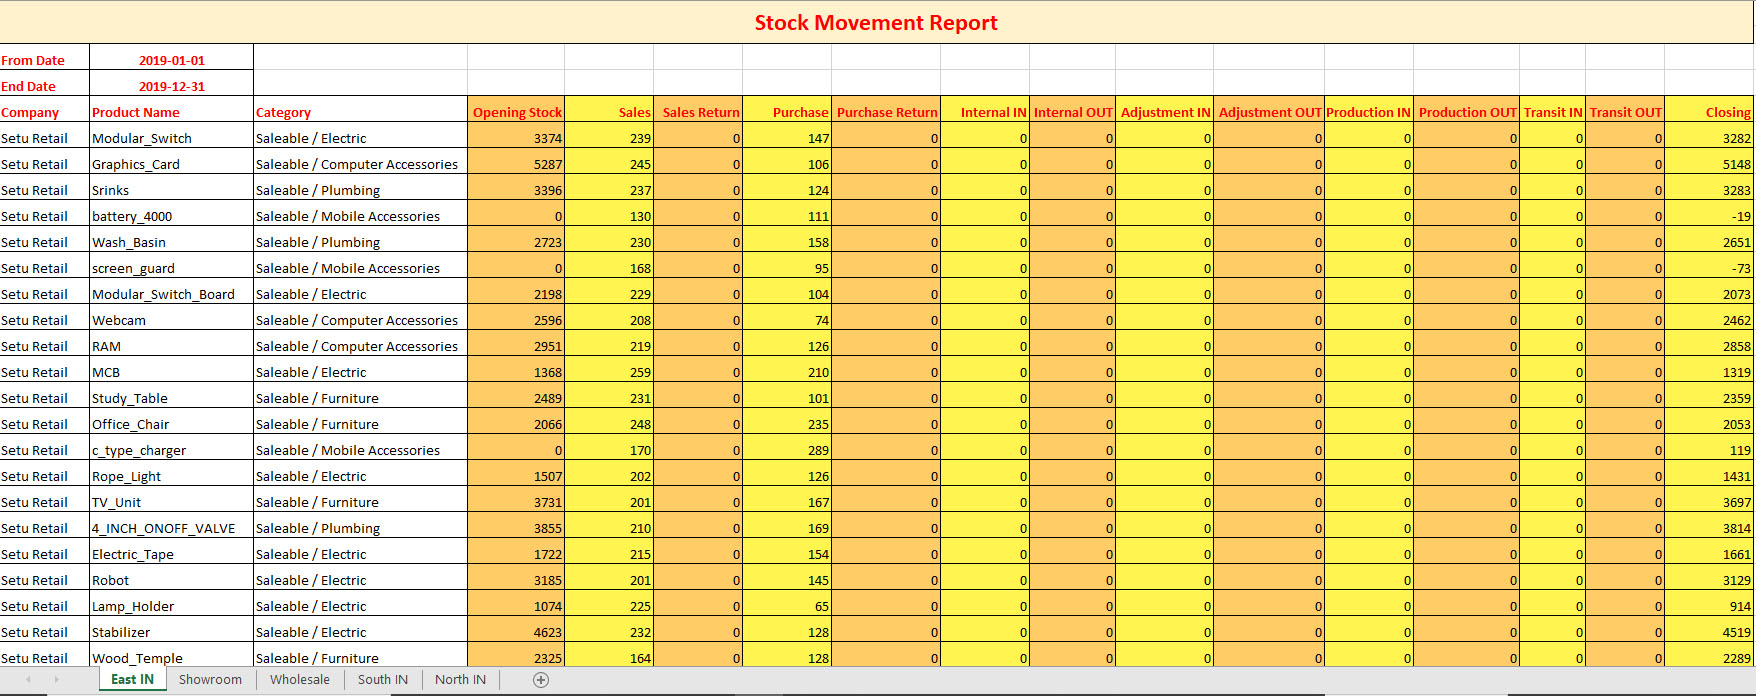 Stock Movement Report
From Date 2019-01-01
End Date 2019-12-31
Company Product Name Category Opening Stock Sales Sales Return Purchase Purchase Return Internal IN Internal OUT Adjustment IN Adjustment OUT Production IN Production OUT Transit IN Transit OUT Closing
Setu Retail Modular_Switch Saleable / Electric 3374 239 0 147 0 0 0 0 0 0 0 0 0 3282
Setu Retail Graphics_Card Saleable / Computer Accessories 5287 245 0 106 0 0 0 0 0 0 0 0 0 5148
Setu Retail Srinks Saleable / Plumbing 3396 237 0 124 0 0 0 0 0 0 0 0 0 3283
Setu Retail battery_4000 Saleable / Mobile Accessories 0 130 0 111 0 0 0 0 0 0 0 0 0 -19
Setu Retail Wash_Basin Saleable / Plumbing 2723 230 0 158 0 0 0 0 0 0 0 0 0 2651
Setu Retail screen_guard Saleable / Mobile Accessories 0 168 0 95 0 0 0 0 0 0 0 0 0 -73
Setu Retail Modular_Switch_Board Saleable / Electric 2198 229 0 104 0 0 0 0 0 0 0 0 0 2073
Setu Retail Webcam Saleable / Computer Accessories 2596 208 0 74 0 0 0 0 0 0 0 0 0 2462
Setu Retail RAM Saleable / Computer Accessories 2951 219 0 126 0 0 0 0 0 0 0 0 0 2858
Setu Retail MCB Saleable / Electric 1368 259 0 210 0 0 0 0 0 0 0 0 0 1319
Setu Retail Study_Table Saleable / Furniture 2489 231 0 101 0 0 0 0 0 0 0 0 0 2359
Setu Retail Office_Chair Saleable / Furniture 2066 248 0 235 0 0 0 0 0 0 0 0 0 2053
Setu Retail c_type_charger Saleable / Mobile Accessories 0 170 0 289 0 0 0 0 0 0 0 0 0 119
Setu Retail Rope_Light Saleable / Electric 1507 202 0 126 0 0 0 0 0 0 0 0 0 1431
Setu Retail TV_Unit Saleable / Furniture 3731 201 0 167 0 0 0 0 0 0 0 0 0 3697
Setu Retail 4_INCH_ONOFF_VALVE Saleable / Plumbing 3855 210 0 169 0 0 0 0 0 0 0 0 0 3814
Setu Retail Electric_Tape Saleable / Electric 1722 215 0 154 0 0 0 0 0 0 0 0 0 1661
Setu Retail Robot Saleable / Electric 3185 201 0 145 0 0 0 0 0 0 0 0 0 3129
Setu Retail Lamp_Holder Saleable / Electric 1074 225 0 65 0 0 0 0 0 0 0 0 0 914
Setu Retail Stabilizer Saleable / Electric 4623 232 0 128 0 0 0 0 0 0 0 0 0 4519
Setu Retail Wood_Temple Saleable / Furniture 2325 164 0 128 0 0 0 0 0 0 0 0 0 2289
East IN Showroom Wholesale South IN North IN